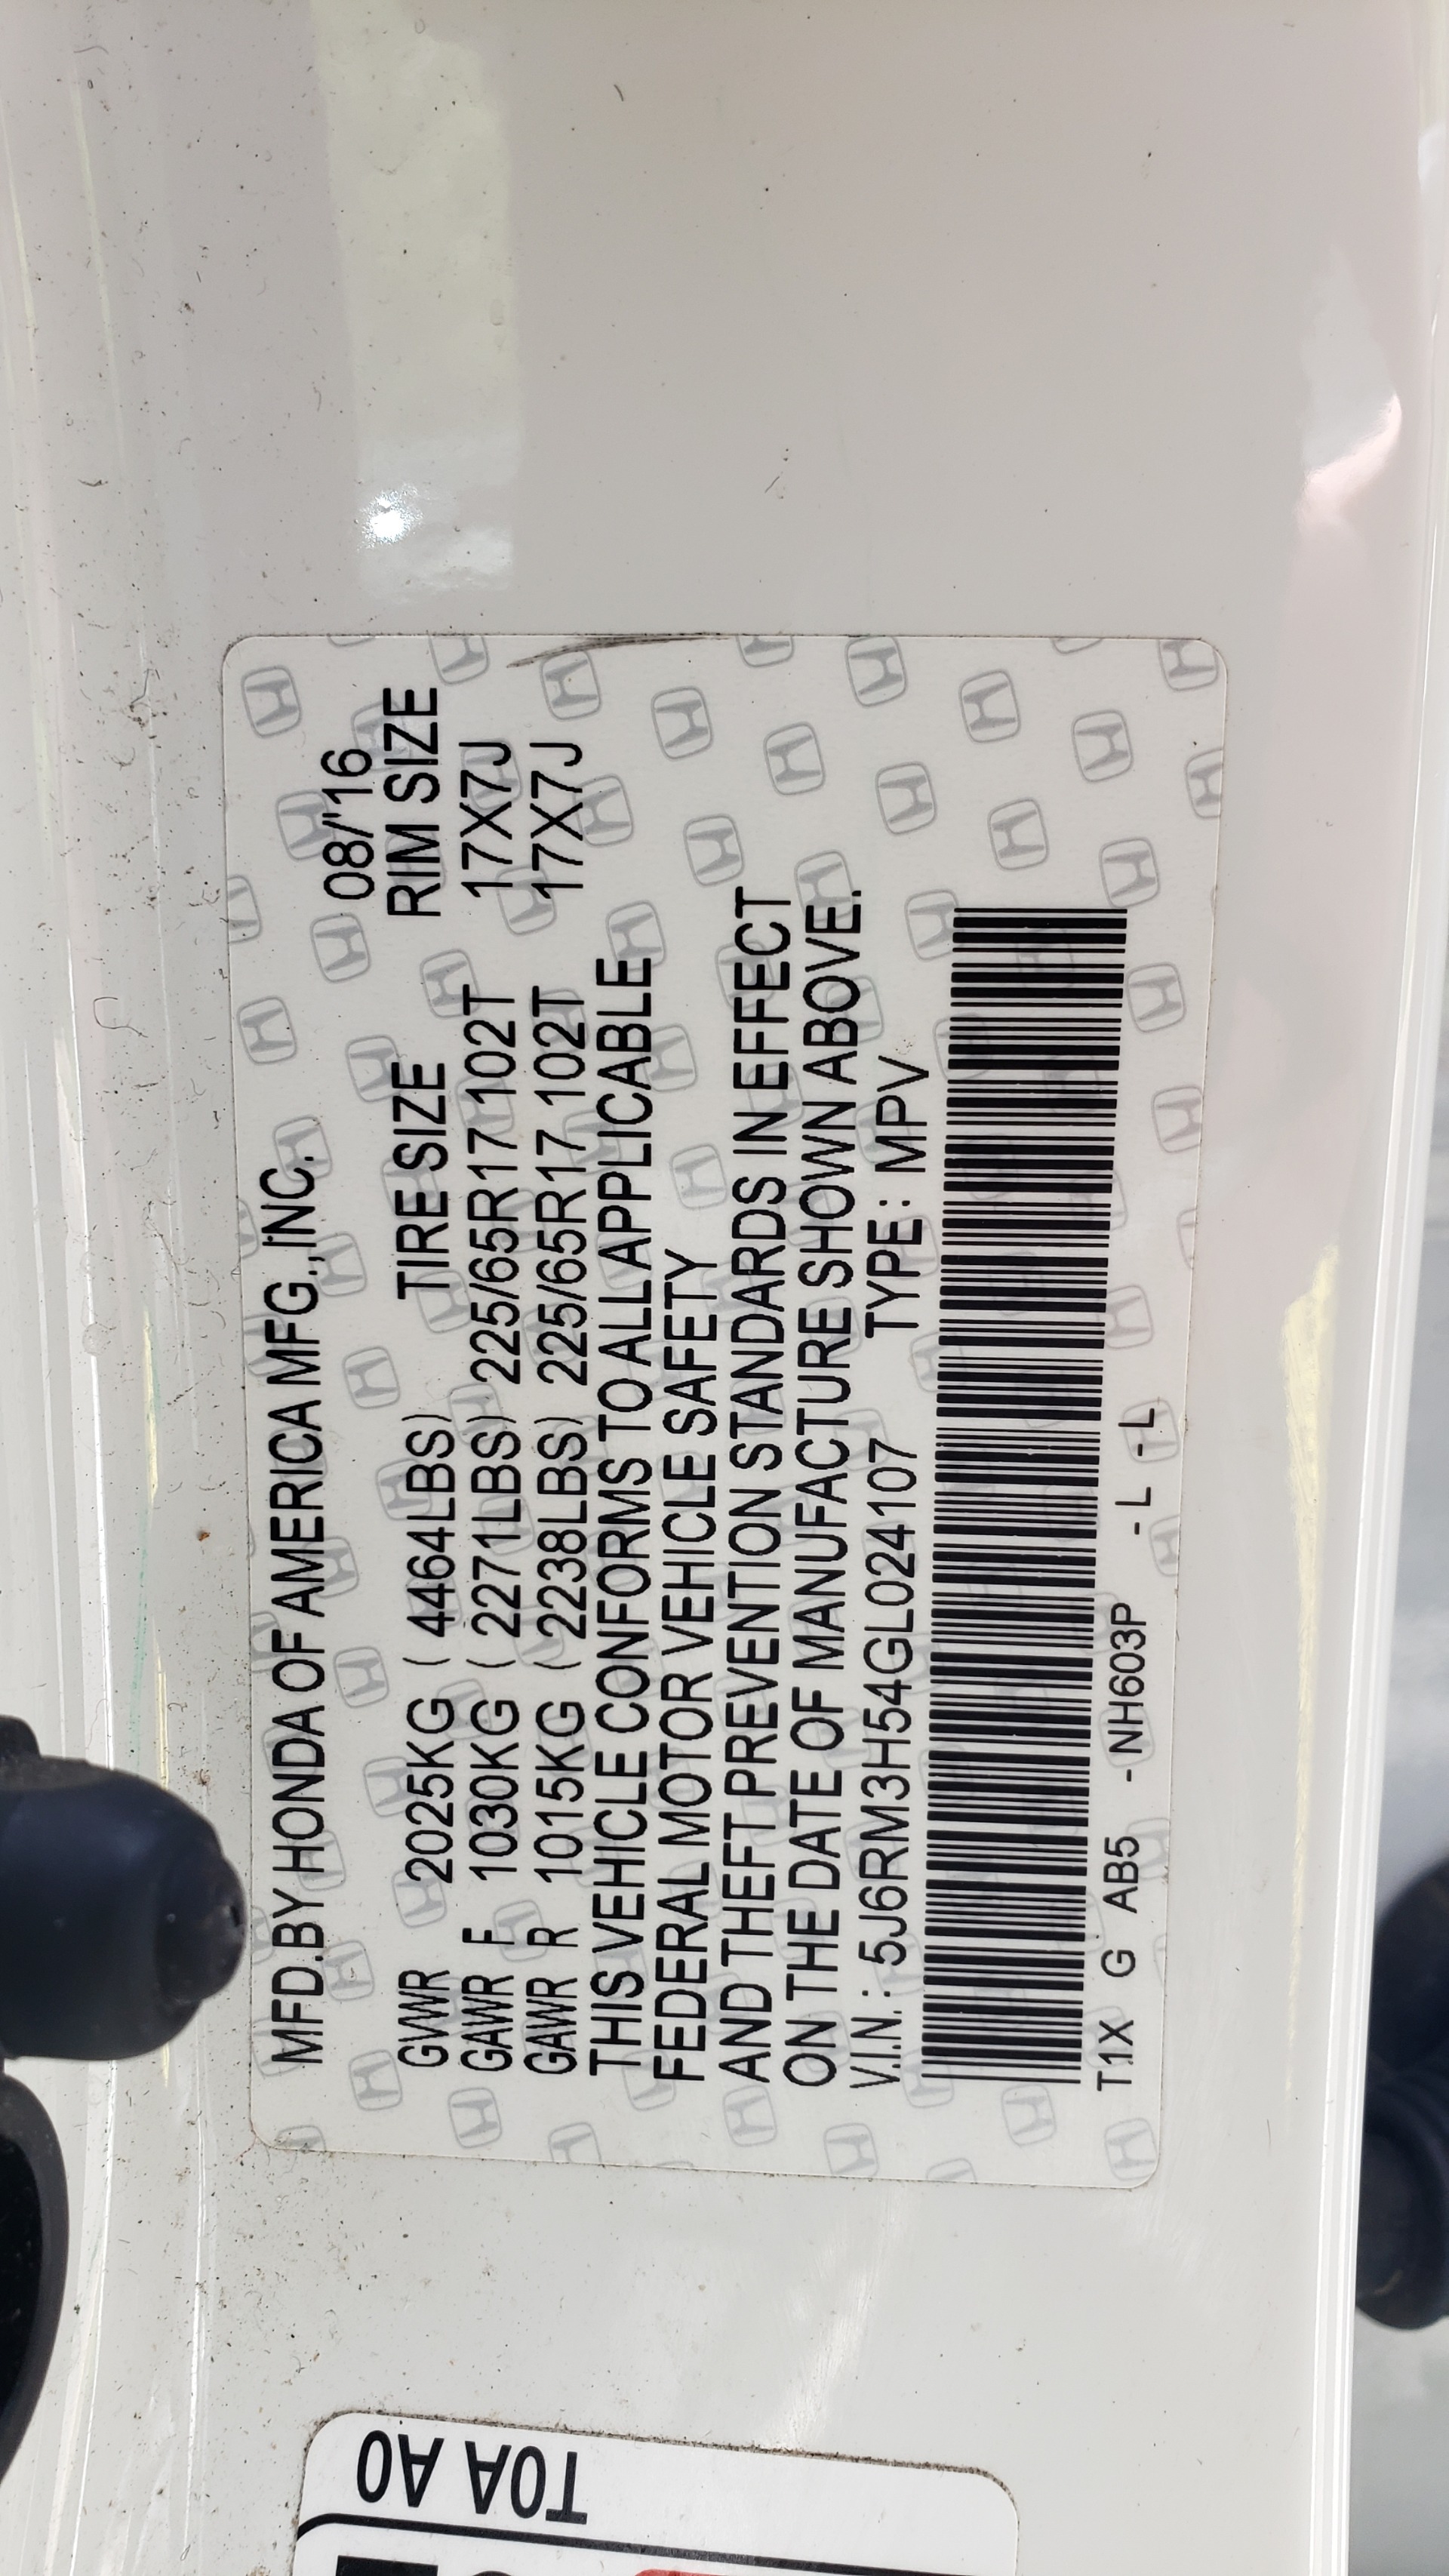 MFD.BY HONDA OF AMERICA MFG.,INC.
08/'16
TIRE SIZE RIM SIZE
GVWR 2025KG ( 4464LBS)
GAWR F 1030KG ( 2271LBS) 225/65R17 102T 17X7J
GAWR R 1015KG ( 2238LBS) 225/65R17 102T 17X7J
THIS VEHICLE CONFORMS TO ALL APPLICABLE
FEDERAL MOTOR VEHICLE SAFETY
AND THEFT PREVENTION STANDARDS IN EFFECT
ON THE DATE OF MANUFACTURE SHOWN ABOVE.
V.I.N.: 5J6RM3H54GL024107 TYPE: MPV
T1X G AB5 - NH603P - L - L
T0A A0